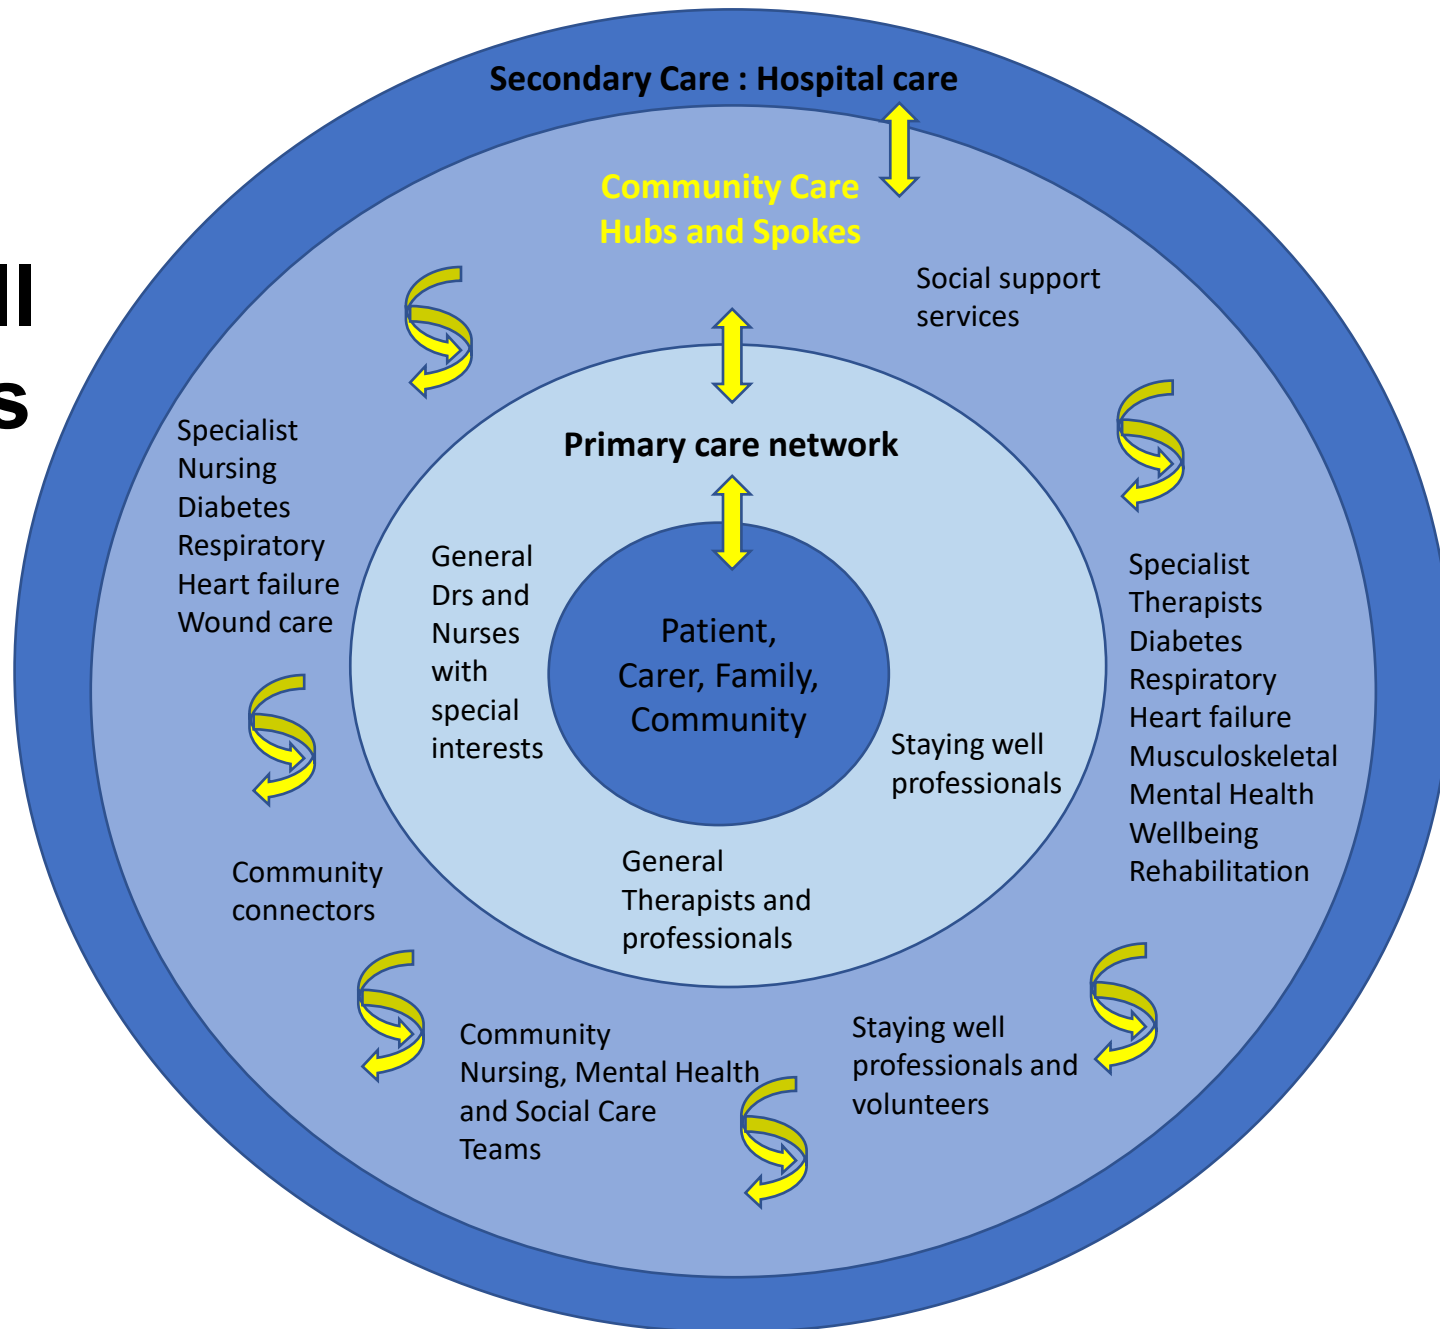 Secondary Care : Hospital care
Community Care
Hubs and Spokes
Social support
services
ll
s
Specialist
Nursing
Diabetes
Respiratory
Heart failure
Wound care
Primary care network
General
Drs and
Nurses
with
special
interests
Patient,
Carer, Family,
Community
Staying well
professionals
General
Therapists and
professionals
Specialist
Therapists
Diabetes
Respiratory
Heart failure
Musculoskeletal
Mental Health
Wellbeing
Rehabilitation
Community
connectors
Community
Nursing, Mental Health
and Social Care
Teams
Staying well
professionals and
volunteers